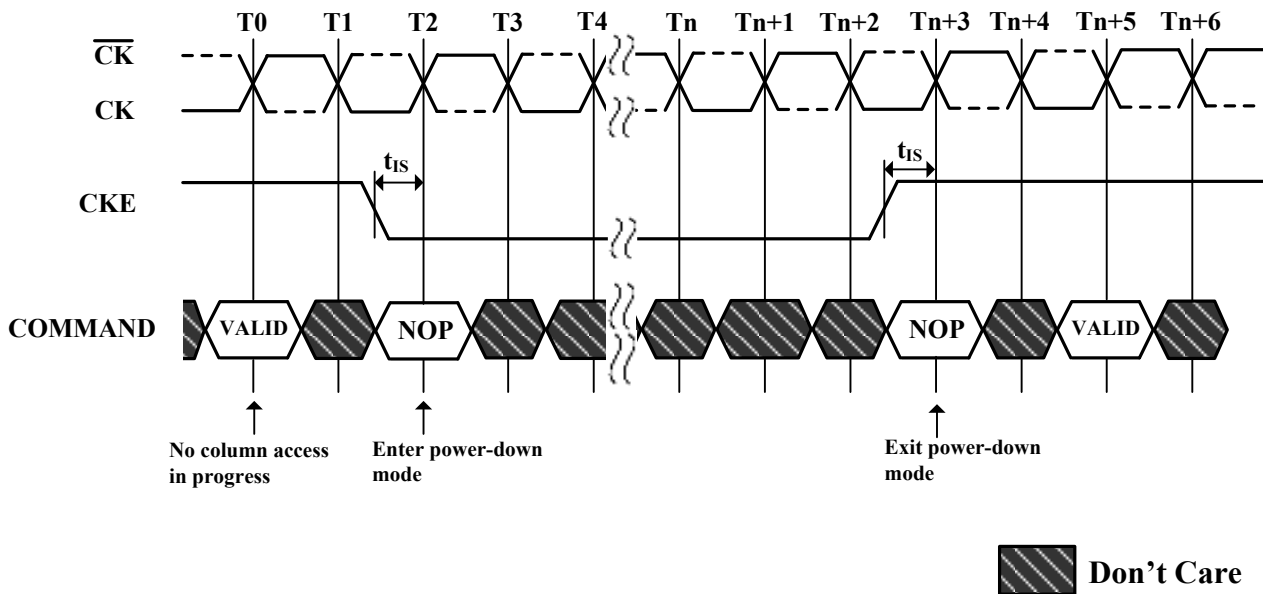 T0 T1 T2 T3 T4 Tn Tn+1 Tn+2 Tn+3 Tn+4 Tn+5 Tn+6
CK
CK
tIS
tIS
CKE
COMMAND
VALID
NOP
NOP
VALID
No column access
in progress
Enter power-down
mode
Exit power-down
mode
Don't Care